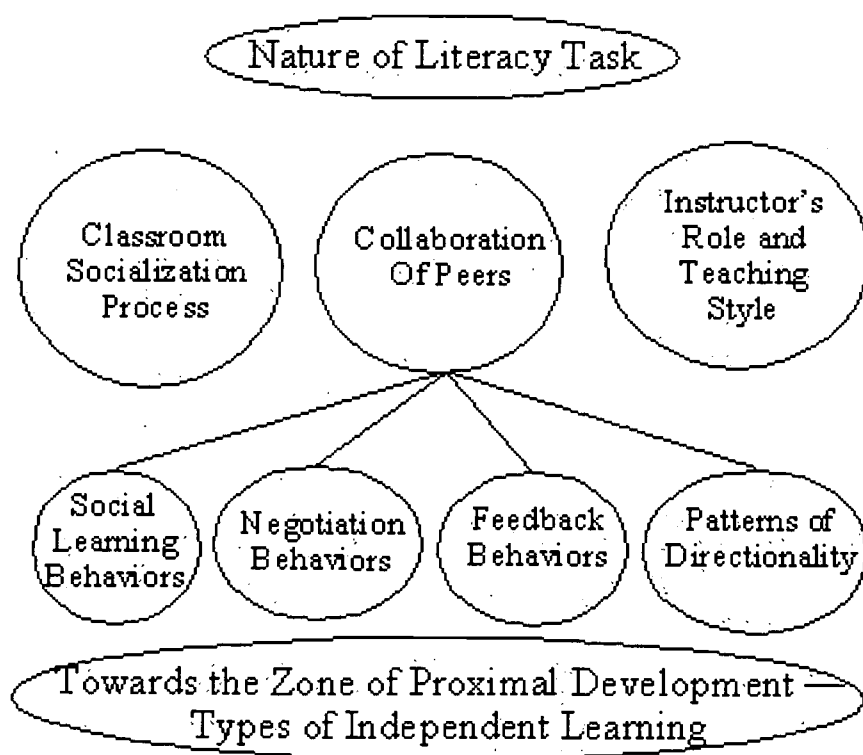 Nature of Literacy Task
Classroom
Socialization
Process
Collaboration
Of Peers
Instructor's
Role and
Teaching
Style
Social
Learning
Behaviors
Negotiation
Behaviors
Feedback
Behaviors
Patterns of
Directionality
Towards the Zone of Proximal Development —
Types of Independent Learning